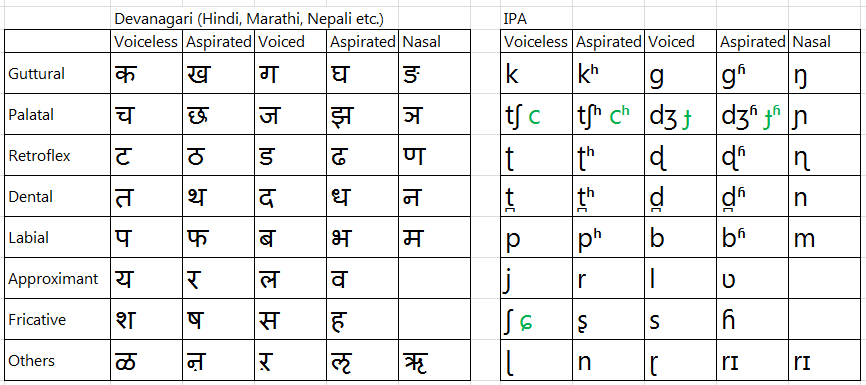 Devanagari (Hindi, Marathi, Nepali etc.) IPA
Voiceless Aspirated Voiced Aspirated Nasal Voiceless Aspirated Voiced Aspirated Nasal
Guttural क ख ग घ ङ k kʰ g gʱ ŋ
Palatal च छ ज झ ञ tʃ c tʃʰ cʰ dʒ ɟ dʒʱ ɟʱ ɲ
Retroflex ट ठ ड ढ ण ʈ ʈʰ ɖ ɖʱ ɳ
Dental त थ द ध न t̪ t̪ʰ d̪ d̪ʱ n
Labial प फ ब भ म p pʰ b bʱ m
Approximant य र ल व j r l ʋ
Fricative श ष स ह ʃ ɕ ʂ s ɦ
Others ळ ऩ ऱ ऌ ऋ ɭ n ɽ rɪ rɪ